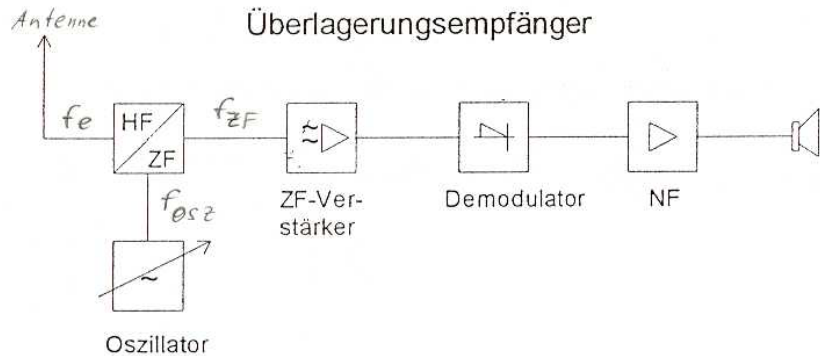 Überlagerungsempfänger
Antenne
fe
HF
ZF
fZF
fOSZ
~
Oszillator
≈
ZF-Ver-
stärker
Demodulator
NF